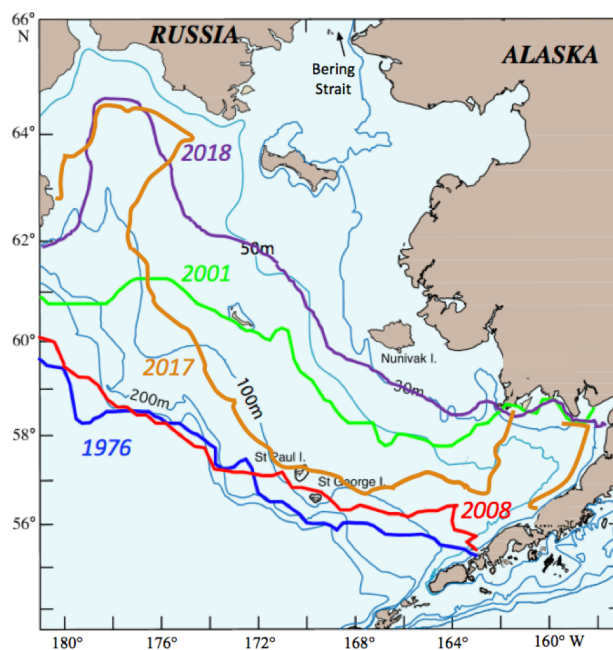 66°
N
RUSSIA
ALASKA
Bering
Strait
64°
2018
62°
50m
2001
60°
Nunivak I.
2017
30m
200m
100m
58°
1976
St Paul I.
St George I.
2008
56°
180°
176°
172°
168°
164°
160° W